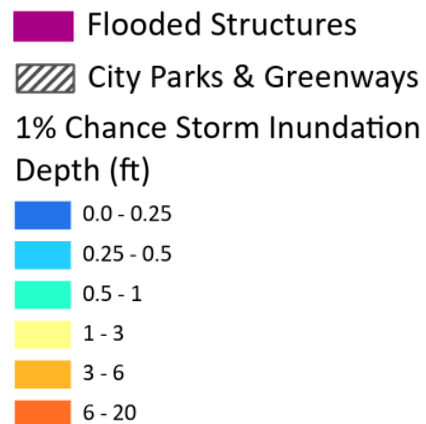 Flooded Structures
City Parks & Greenways
1% Chance Storm Inundation
Depth (ft)
0.0 - 0.25
0.25 - 0.5
0.5 - 1
1 - 3
3 - 6
6 - 20